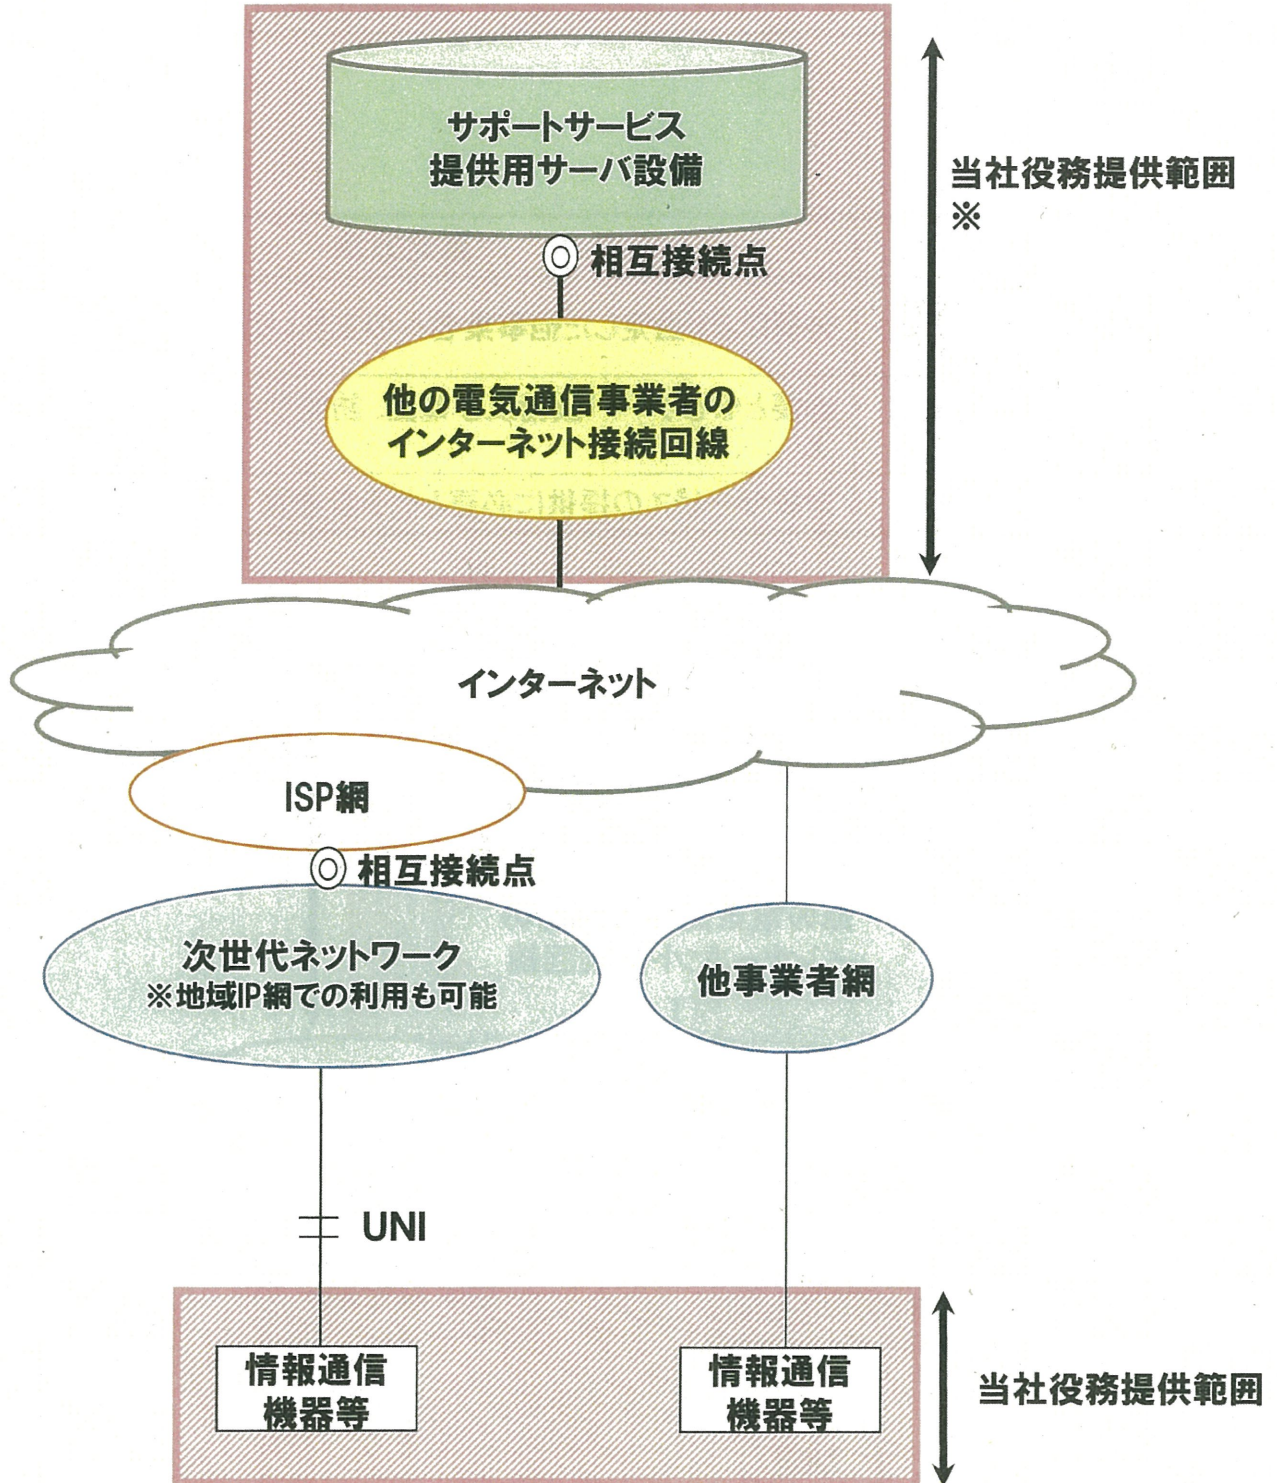 サポートサービス
提供用サーバ設備
当社役務提供範囲
※
相互接続点
他の電気通信事業者の
インターネット接続回線
インターネット
ISP網
相互接続点
次世代ネットワーク
※地域IP網での利用も可能
他事業者網
UNI
情報通信
機器等
情報通信
機器等
当社役務提供範囲